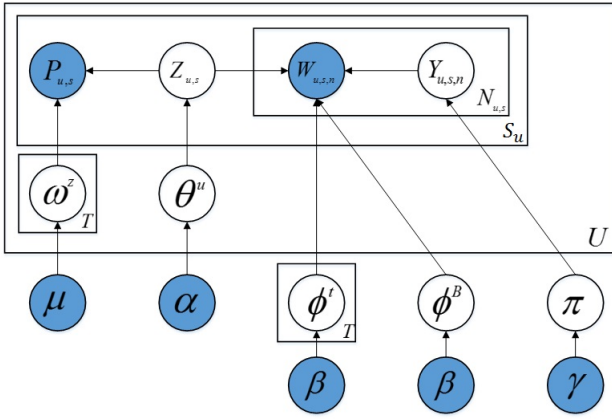 P_{u,s} Z_{u,s} W_{u,s,n} Y_{u,s,n}
N_{u,s}
S_u
ω^z T θ^u
U
μ α φ^t T φ^B π
β β γ